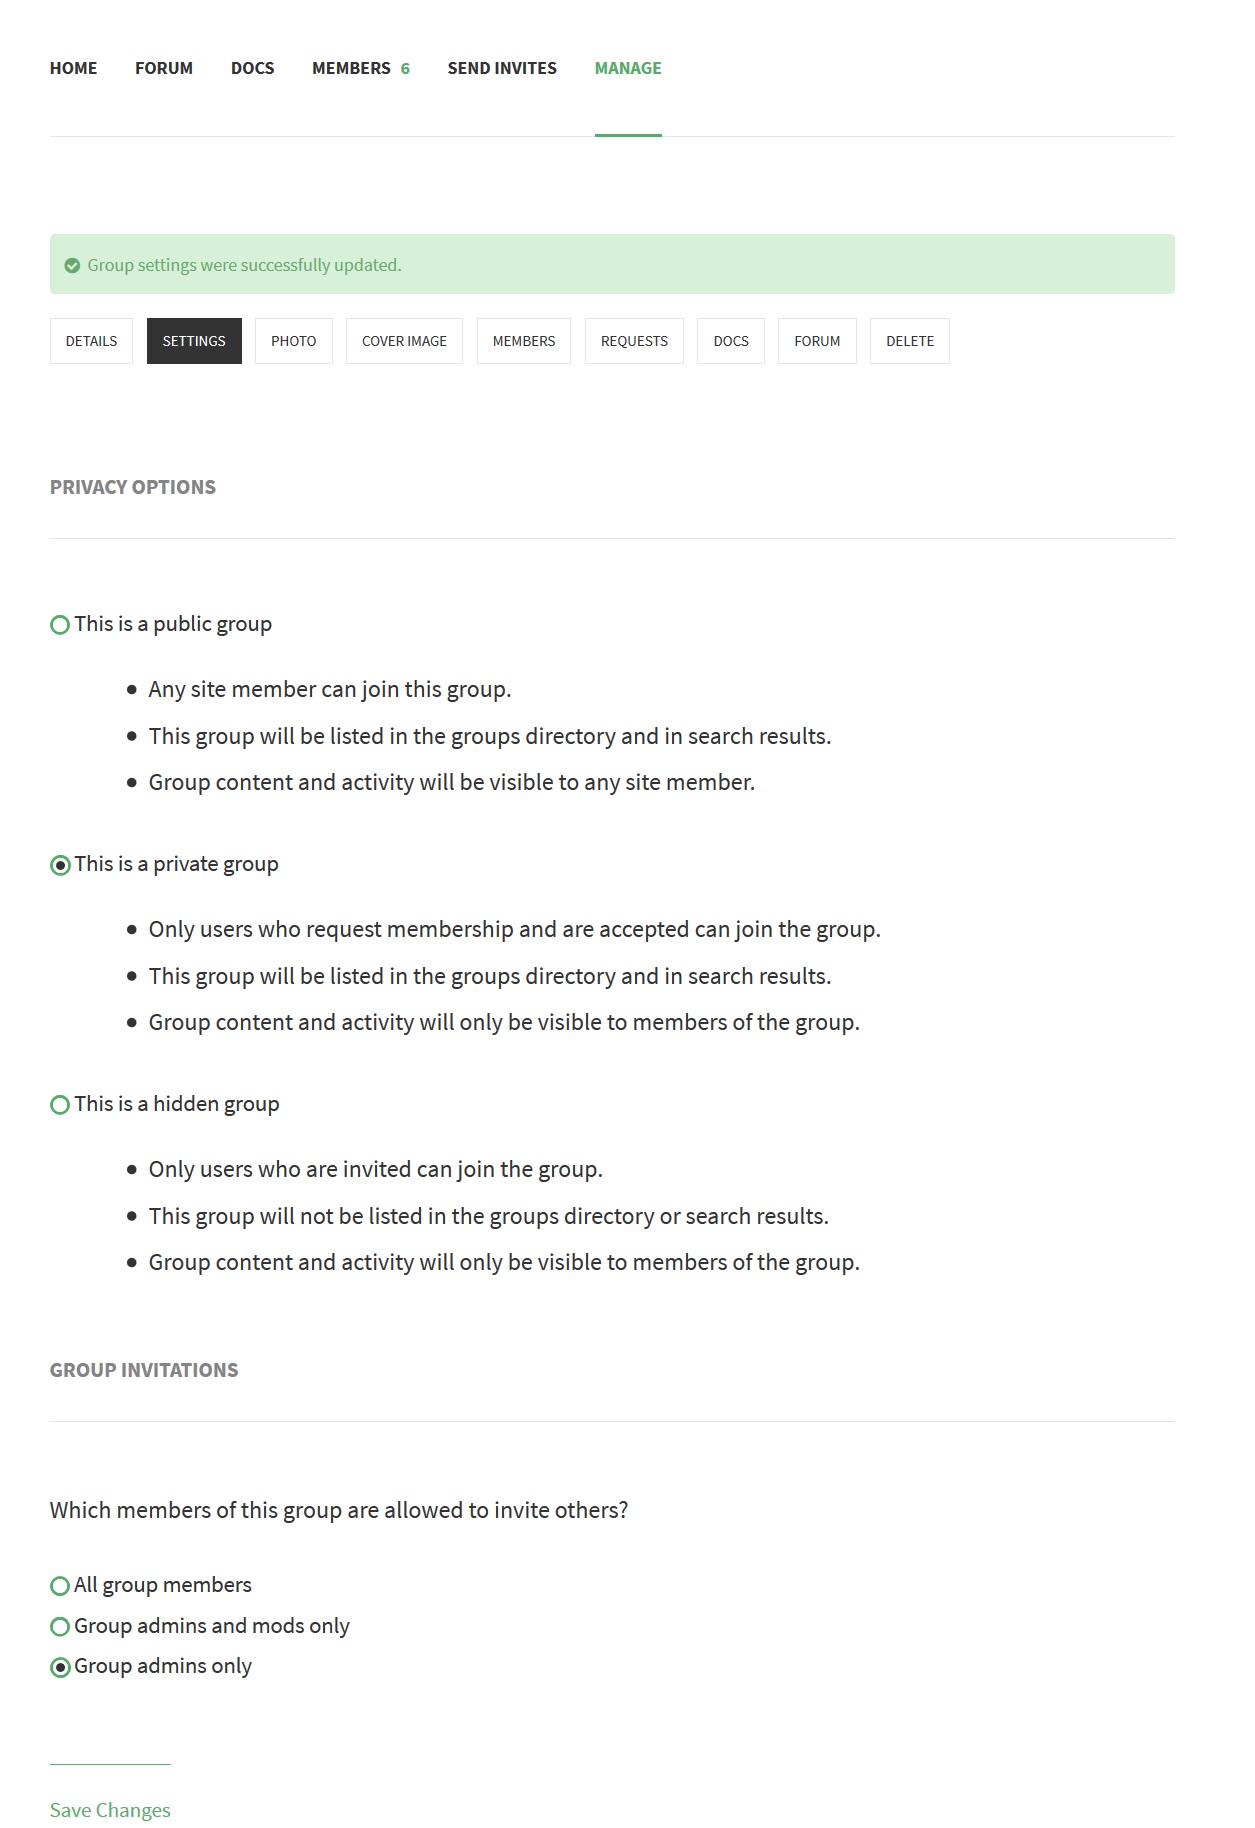 HOME FORUM DOCS MEMBERS 6 SEND INVITES MANAGE
Group settings were successfully updated.
DETAILS SETTINGS PHOTO COVER IMAGE MEMBERS REQUESTS DOCS FORUM DELETE
PRIVACY OPTIONS
This is a public group
Any site member can join this group.
This group will be listed in the groups directory and in search results.
Group content and activity will be visible to any site member.
This is a private group
Only users who request membership and are accepted can join the group.
This group will be listed in the groups directory and in search results.
Group content and activity will only be visible to members of the group.
This is a hidden group
Only users who are invited can join the group.
This group will not be listed in the groups directory or search results.
Group content and activity will only be visible to members of the group.
GROUP INVITATIONS
Which members of this group are allowed to invite others?
All group members
Group admins and mods only
Group admins only
Save Changes